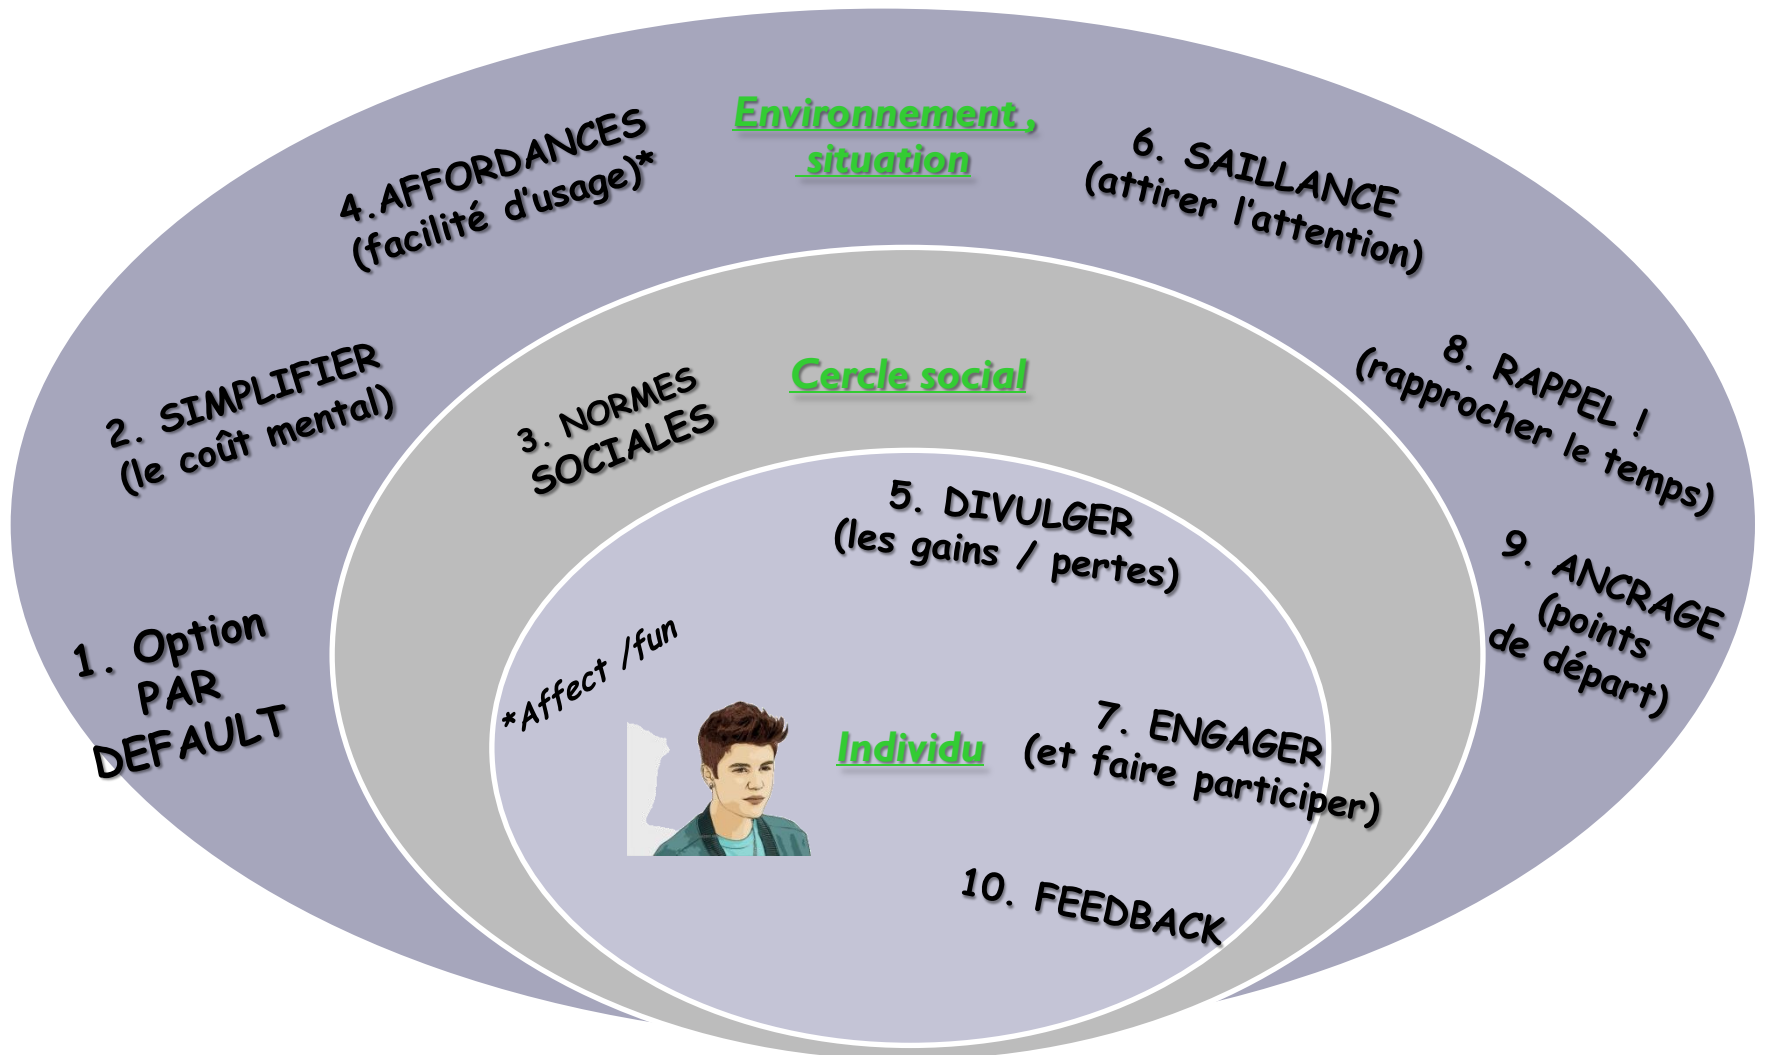 Environnement ,
situation
4.AFFORDANCES
(facilité d'usage)*
6. SAILLANCE
(attirer l'attention)
2. SIMPLIFIER
(le coût mental)
8. RAPPEL !
(rapprocher le temps)
Cercle social
3. NORMES
SOCIALES
5. DIVULGER
(les gains / pertes)
9. ANCRAGE
(points
de départ)
1. Option
PAR
DEFAULT
*Affect /fun
Individu
7. ENGAGER
(et faire participer)
10. FEEDBACK